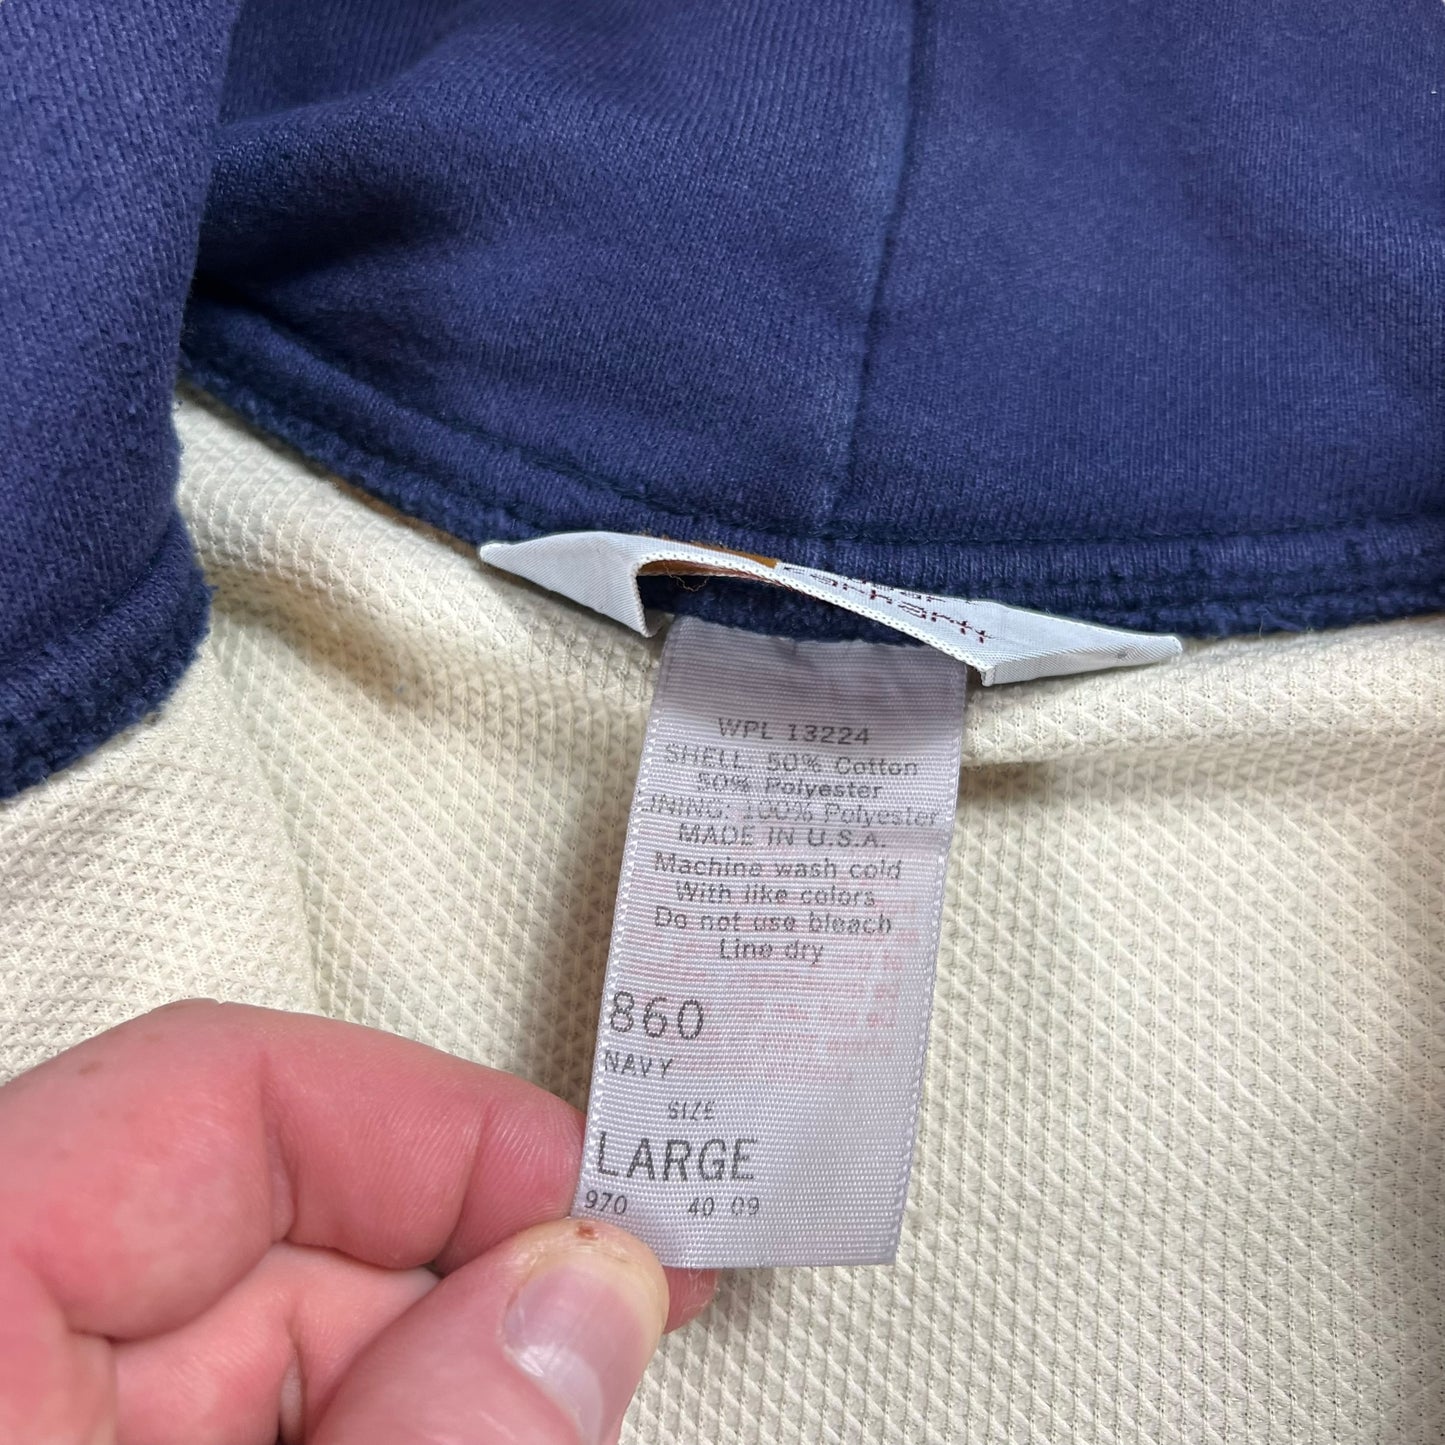 carhartt
WPL 13224
SHELL: 50% Cotton
50% Polyester
LINING: 100% Polyester
MADE IN U.S.A.
Machine wash cold
With like colors
Do not use bleach
Line dry
860
NAVY
SIZE
LARGE
970 40 09